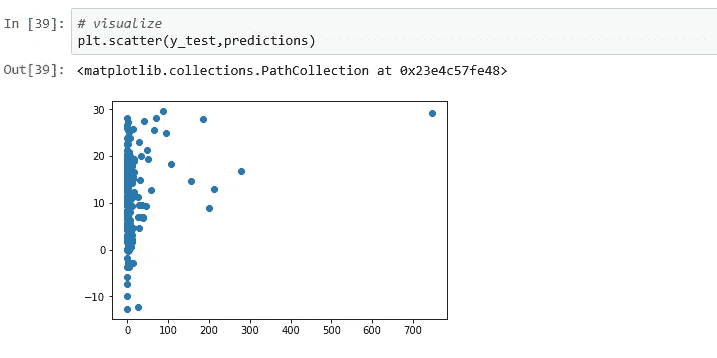 In [39]: # visualize
plt.scatter(y_test,predictions)
Out[39]: <matplotlib.collections.PathCollection at 0x23e4c57fe48>
30
20
10
0
−10
0 100 200 300 400 500 600 700